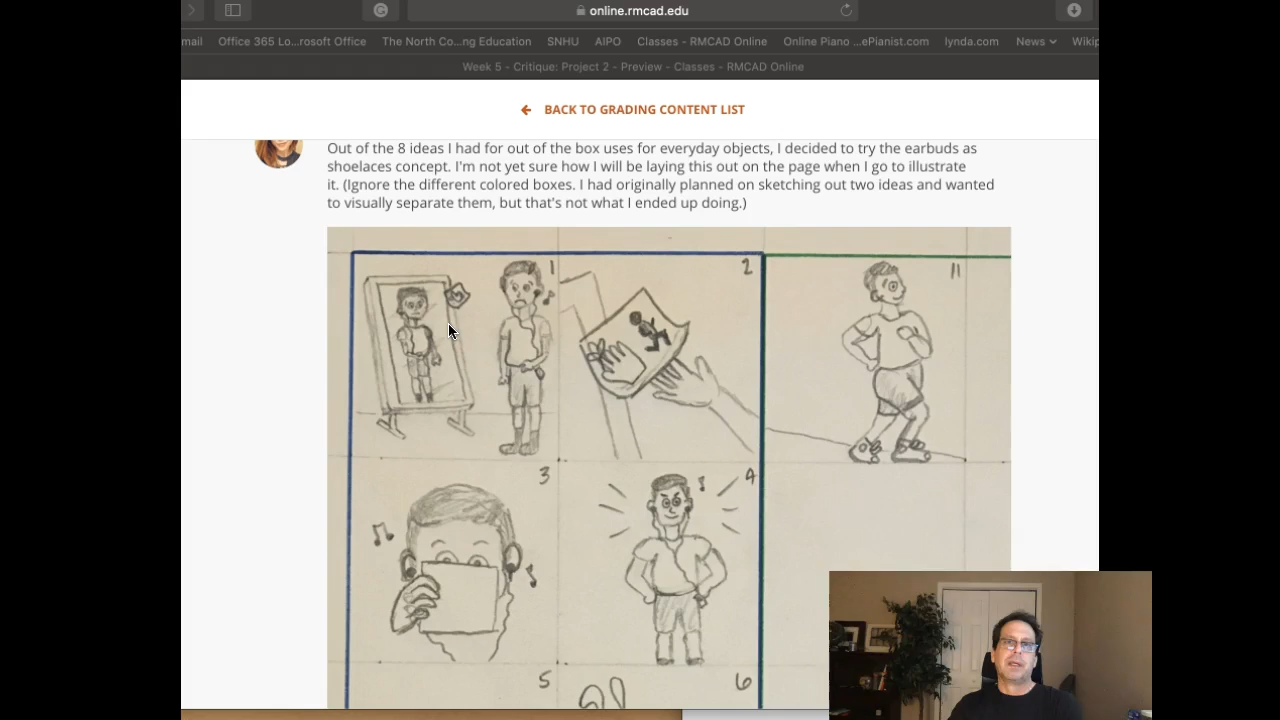 online.rmcad.edu
mail Office 365 Lo...rosoft Office The North Co...ng Education SNHU AIPO Classes - RMCAD Online Online Piano ...ePianist.com lynda.com News Wikip
Week 5 - Critique: Project 2 - Preview - Classes - RMCAD Online
BACK TO GRADING CONTENT LIST
Out of the 8 ideas I had for out of the box uses for everyday objects, I decided to try the earbuds as
shoelaces concept. I'm not yet sure how I will be laying this out on the page when I go to illustrate
it. (Ignore the different colored boxes. I had originally planned on sketching out two ideas and wanted
to visually separate them, but that's not what I ended up doing.)
1 2 11
3 4
5 6